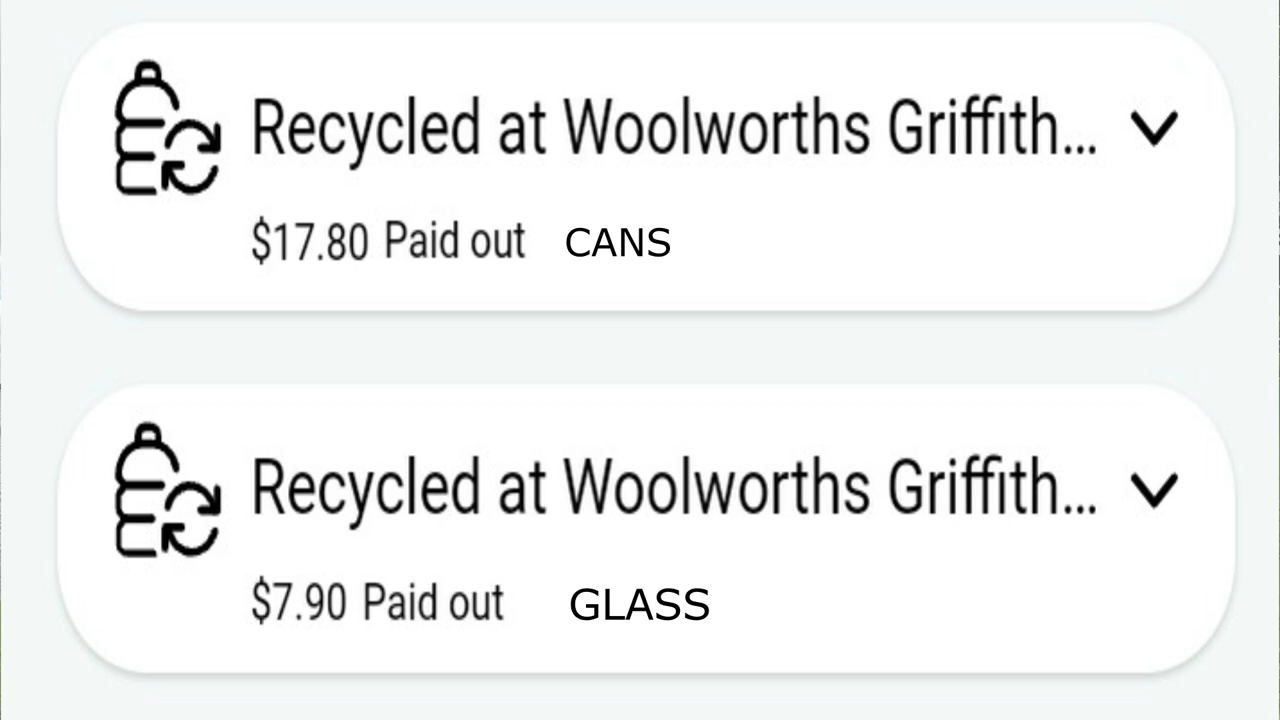 Recycled at Woolworths Griffith...
$17.80 Paid out CANS
Recycled at Woolworths Griffith...
$7.90 Paid out GLASS